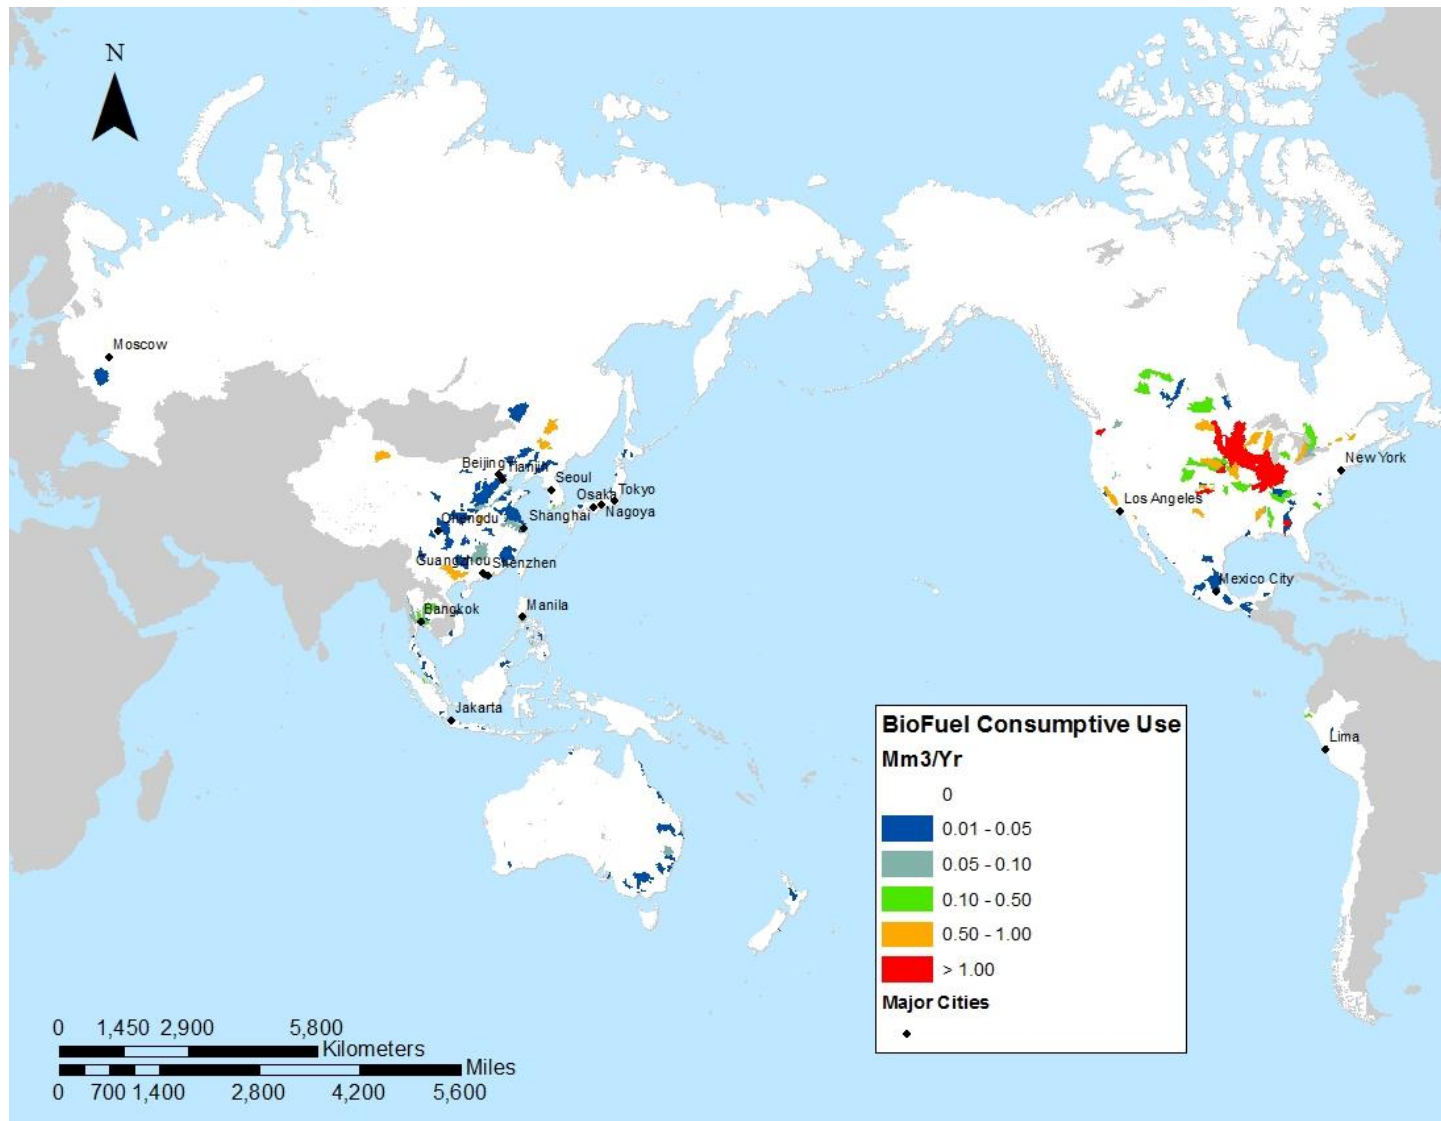 N
Moscow
Beijing
Tianjin
Seoul
Osaka
Tokyo
Nagoya
Chengdu
Shanghai
Guangzhou
Shenzhen
Bangkok
Manila
Jakarta
New York
Los Angeles
Mexico City
Lima
BioFuel Consumptive Use
Mm3/Yr
0
0.01 - 0.05
0.05 - 0.10
0.10 - 0.50
0.50 - 1.00
> 1.00
Major Cities
0 1,450 2,900 5,800
Kilometers
Miles
0 700 1,400 2,800 4,200 5,600